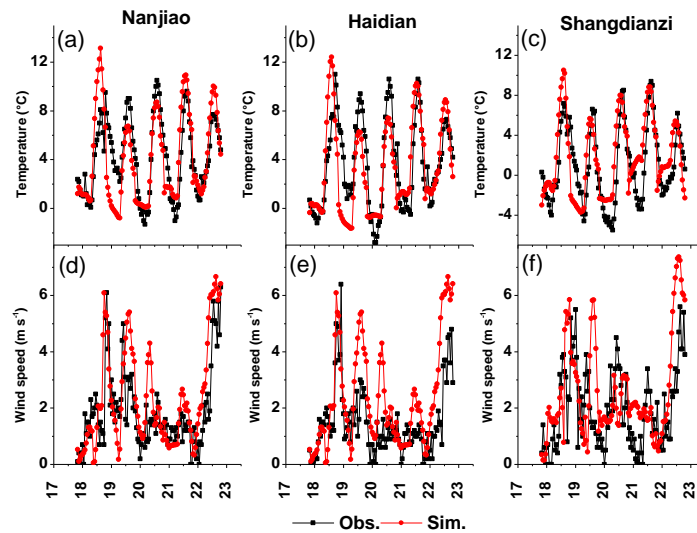 Nanjiao
Haidian
Shangdianzi
(a)
(b)
(c)
Temperature (°C)
12
8
4
0
Temperature (°C)
12
8
4
0
Temperature (°C)
12
8
4
0
-4
(d)
(e)
(f)
Wind speed (m s⁻¹)
6
4
2
0
Wind speed (m s⁻¹)
6
4
2
0
Wind speed (m s⁻¹)
6
4
2
0
17 18 19 20 21 22 23
17 18 19 20 21 22 23
17 18 19 20 21 22 23
Obs. Sim.